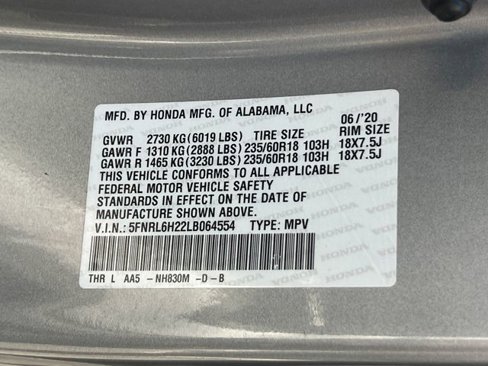 MFD. BY HONDA MFG. OF ALABAMA, LLC 06/'20
GVWR 2730 KG (6019 LBS) TIRE SIZE RIM SIZE
GAWR F 1310 KG (2888 LBS) 235/60R18 103H 18X7.5J
GAWR R 1465 KG (3230 LBS) 235/60R18 103H 18X7.5J
THIS VEHICLE CONFORMS TO ALL APPLICABLE
FEDERAL MOTOR VEHICLE SAFETY
STANDARDS IN EFFECT ON THE DATE OF
MANUFACTURE SHOWN ABOVE.
V.I.N.: 5FNRL6H22LB064554 TYPE: MPV
THR L AA5 - NH830M - D - B
HONDA HONDA HONDA